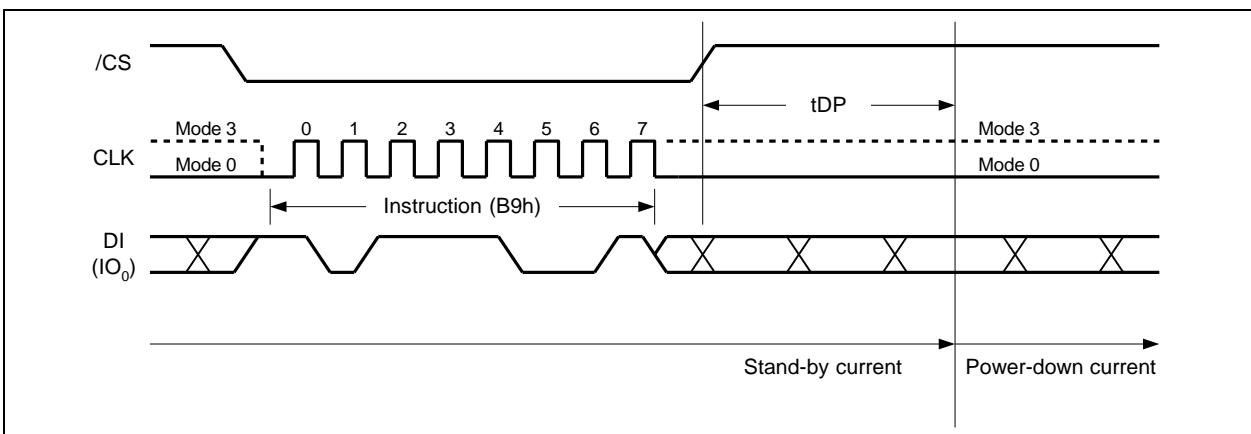 /CS
tDP
Mode 3 0 1 2 3 4 5 6 7 Mode 3
CLK
Mode 0 Mode 0
Instruction (B9h)
DI
(IO₀)
Stand-by current Power-down current